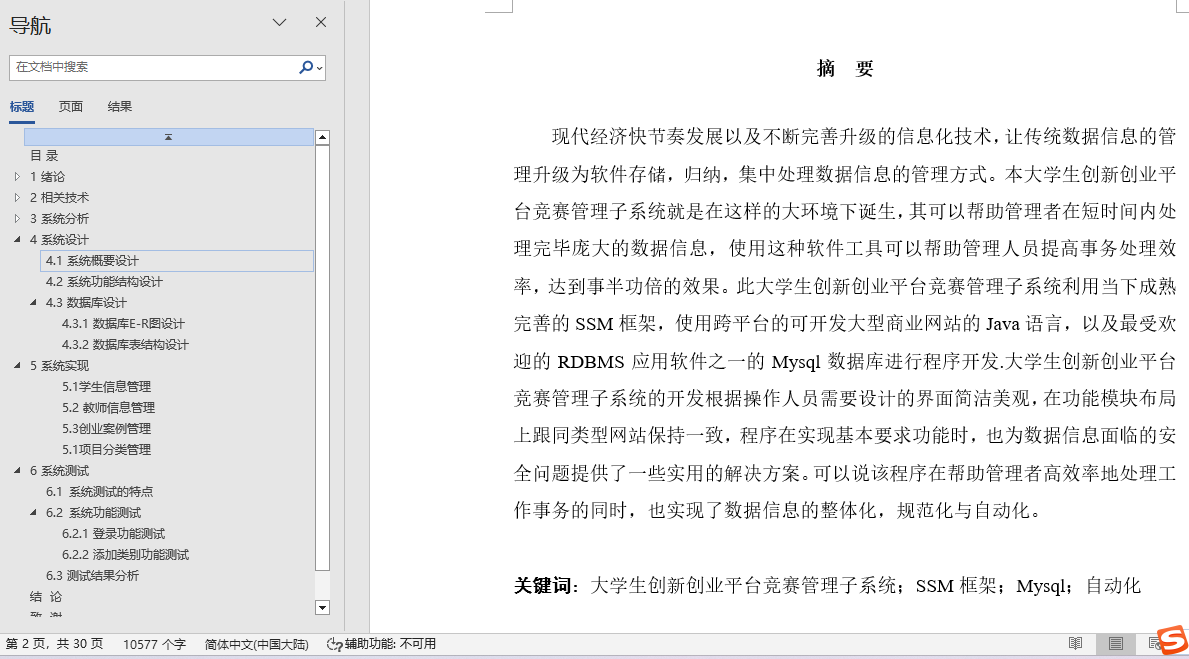 导航
在文档中搜索
标题 页面 结果
目 录
1 绪论
2 相关技术
3 系统分析
4 系统设计
4.1 系统概要设计
4.2 系统功能结构设计
4.3 数据库设计
4.3.1 数据库E-R图设计
4.3.2 数据库表结构设计
5 系统实现
5.1学生信息管理
5.2 教师信息管理
5.3创业案例管理
5.1项目分类管理
6 系统测试
6.1 系统测试的特点
6.2 系统功能测试
6.2.1 登录功能测试
6.2.2 添加类别功能测试
6.3 测试结果分析
结 论
致 谢
摘 要
现代经济快节奏发展以及不断完善升级的信息化技术，让传统数据信息的管
理升级为软件存储，归纳，集中处理数据信息的管理方式。本大学生创新创业平
台竞赛管理子系统就是在这样的大环境下诞生，其可以帮助管理者在短时间内处
理完毕庞大的数据信息，使用这种软件工具可以帮助管理人员提高事务处理效
率，达到事半功倍的效果。此大学生创新创业平台竞赛管理子系统利用当下成熟
完善的 SSM 框架，使用跨平台的可开发大型商业网站的 Java 语言，以及最受欢
迎的 RDBMS 应用软件之一的 Mysql 数据库进行程序开发.大学生创新创业平台
竞赛管理子系统的开发根据操作人员需要设计的界面简洁美观，在功能模块布局
上跟同类型网站保持一致，程序在实现基本要求功能时，也为数据信息面临的安
全问题提供了一些实用的解决方案。可以说该程序在帮助管理者高效率地处理工
作事务的同时，也实现了数据信息的整体化，规范化与自动化。
关键词：大学生创新创业平台竞赛管理子系统；SSM 框架；Mysql；自动化
第 2 页，共 30 页 10577 个字 简体中文(中国大陆) 辅助功能: 不可用